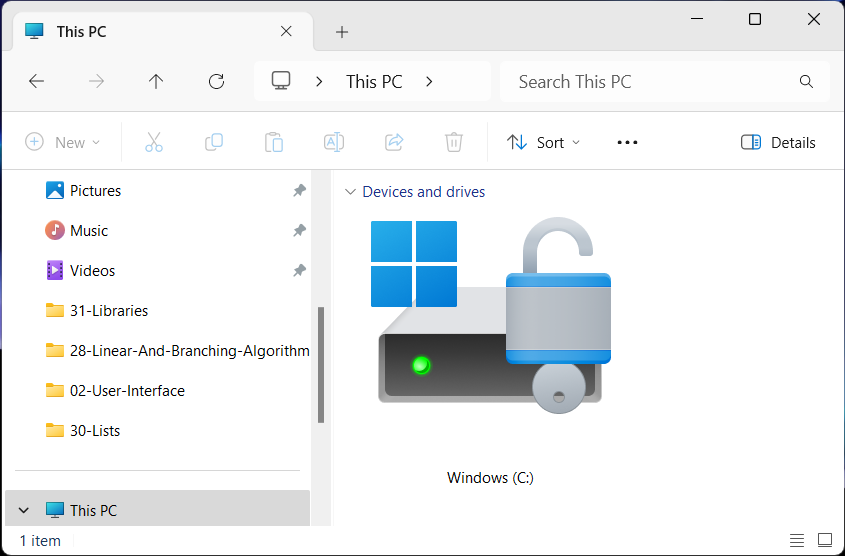 This PC
This PC
Search This PC
New
Sort
Details
Pictures
Music
Videos
31-Libraries
28-Linear-And-Branching-Algorithm
02-User-Interface
30-Lists
This PC
Devices and drives
Windows (C:)
1 item